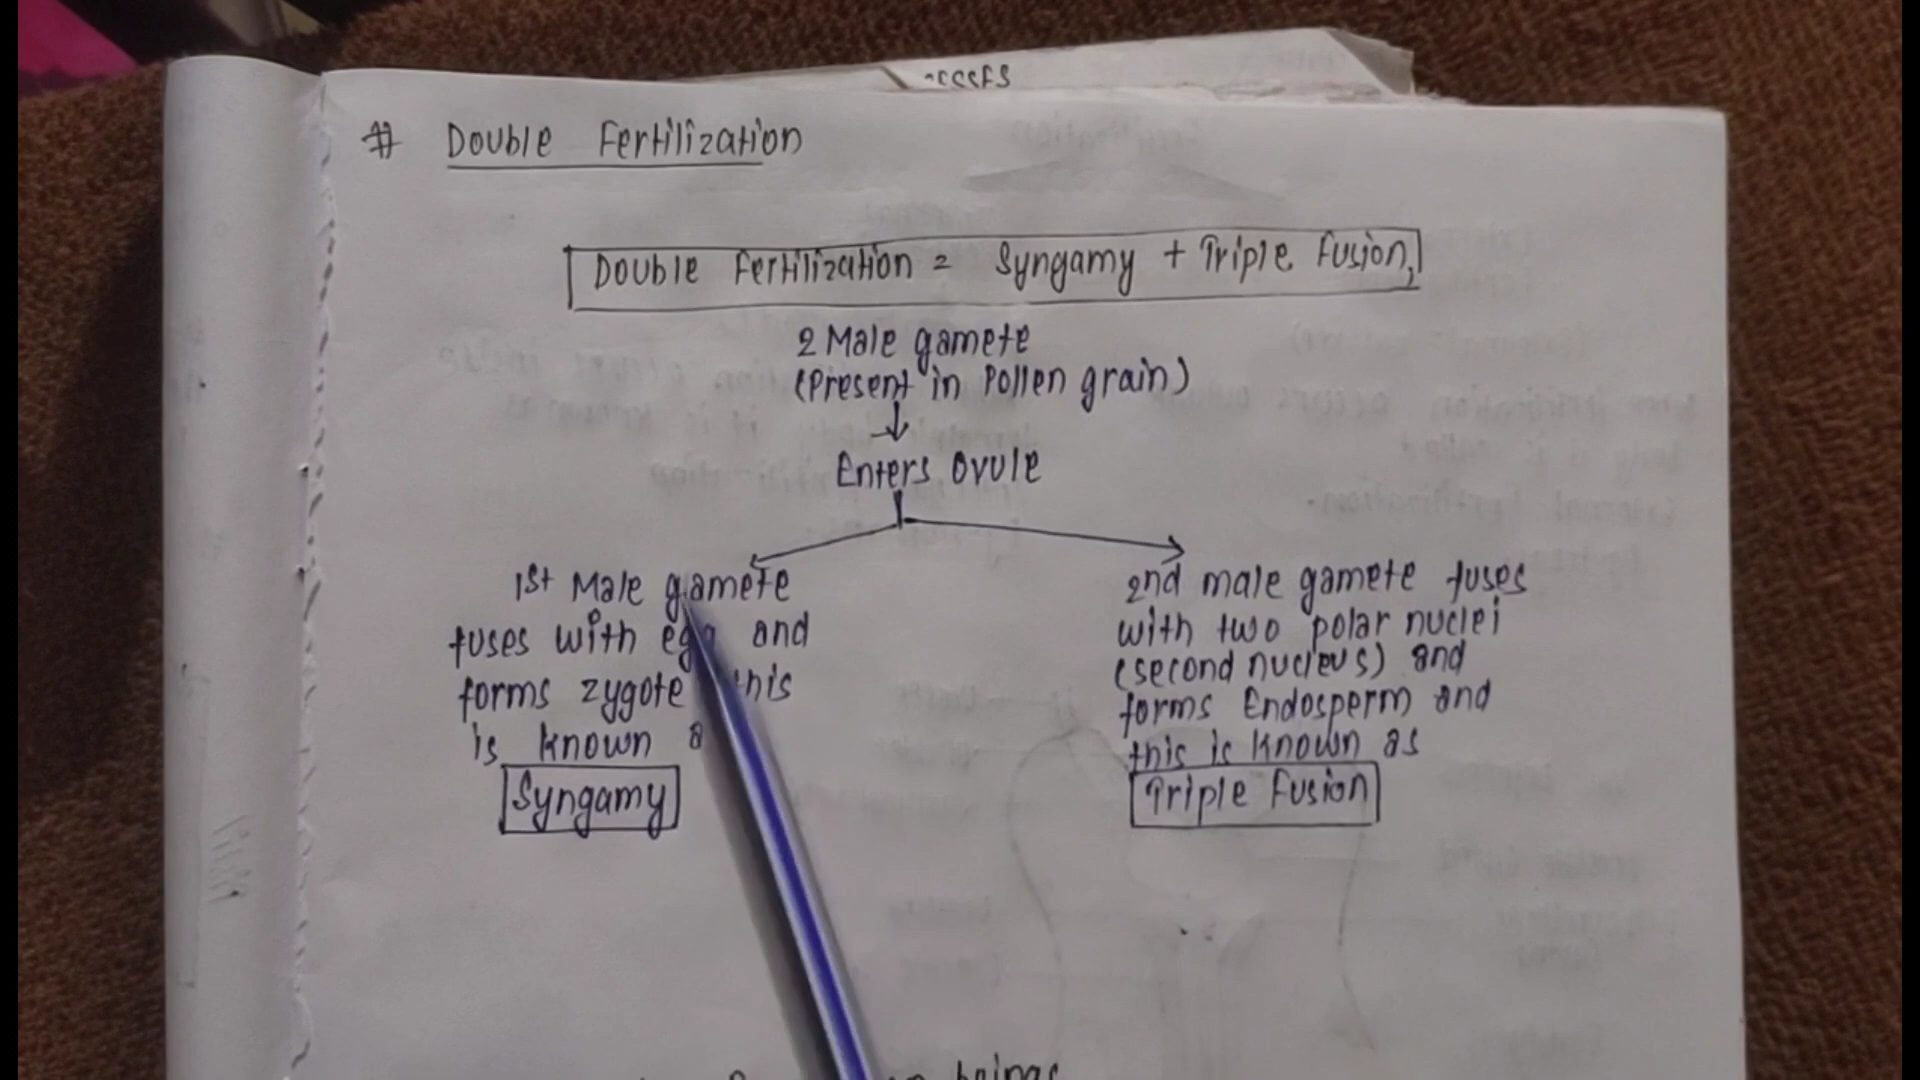 # Double Fertilization
Double Fertilization = Syngamy + Triple Fusion
2 Male gamete
(Present in Pollen grain)
Enters Ovule
1st Male gamete
fuses with egg and
forms zygote this
is known
Syngamy
2nd male gamete fuses
with two polar nuclei
(second nucleus) and
forms Endosperm and
this is known as
Triple Fusion